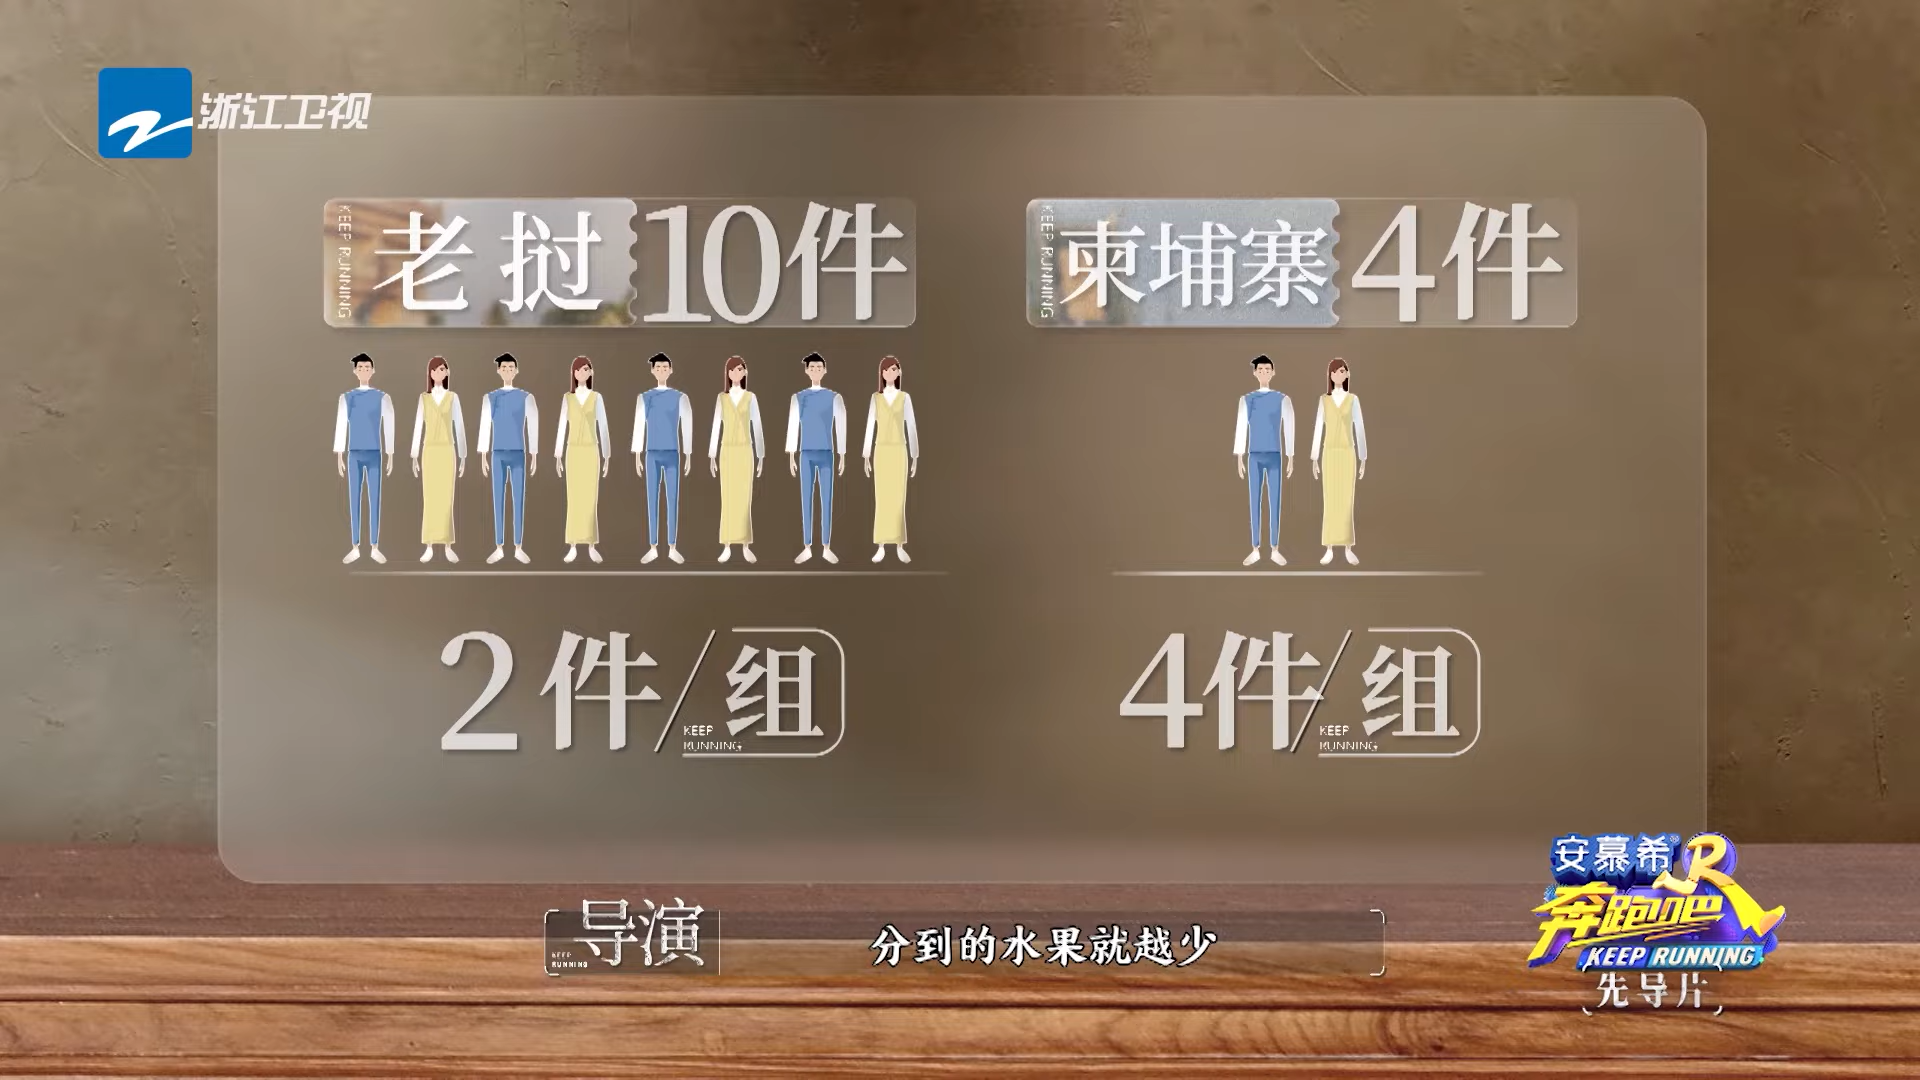 浙江卫视
KEEP RUNNING
老挝
10件
KEEP RUNNING
柬埔寨
4件
2件/组
KEEP
RUNNING
4件/组
KEEP
RUNNING
安慕希
R
奔跑吧
KEEP RUNNING
先导片
KEEP
RUNNING
导演
分到的水果就越少